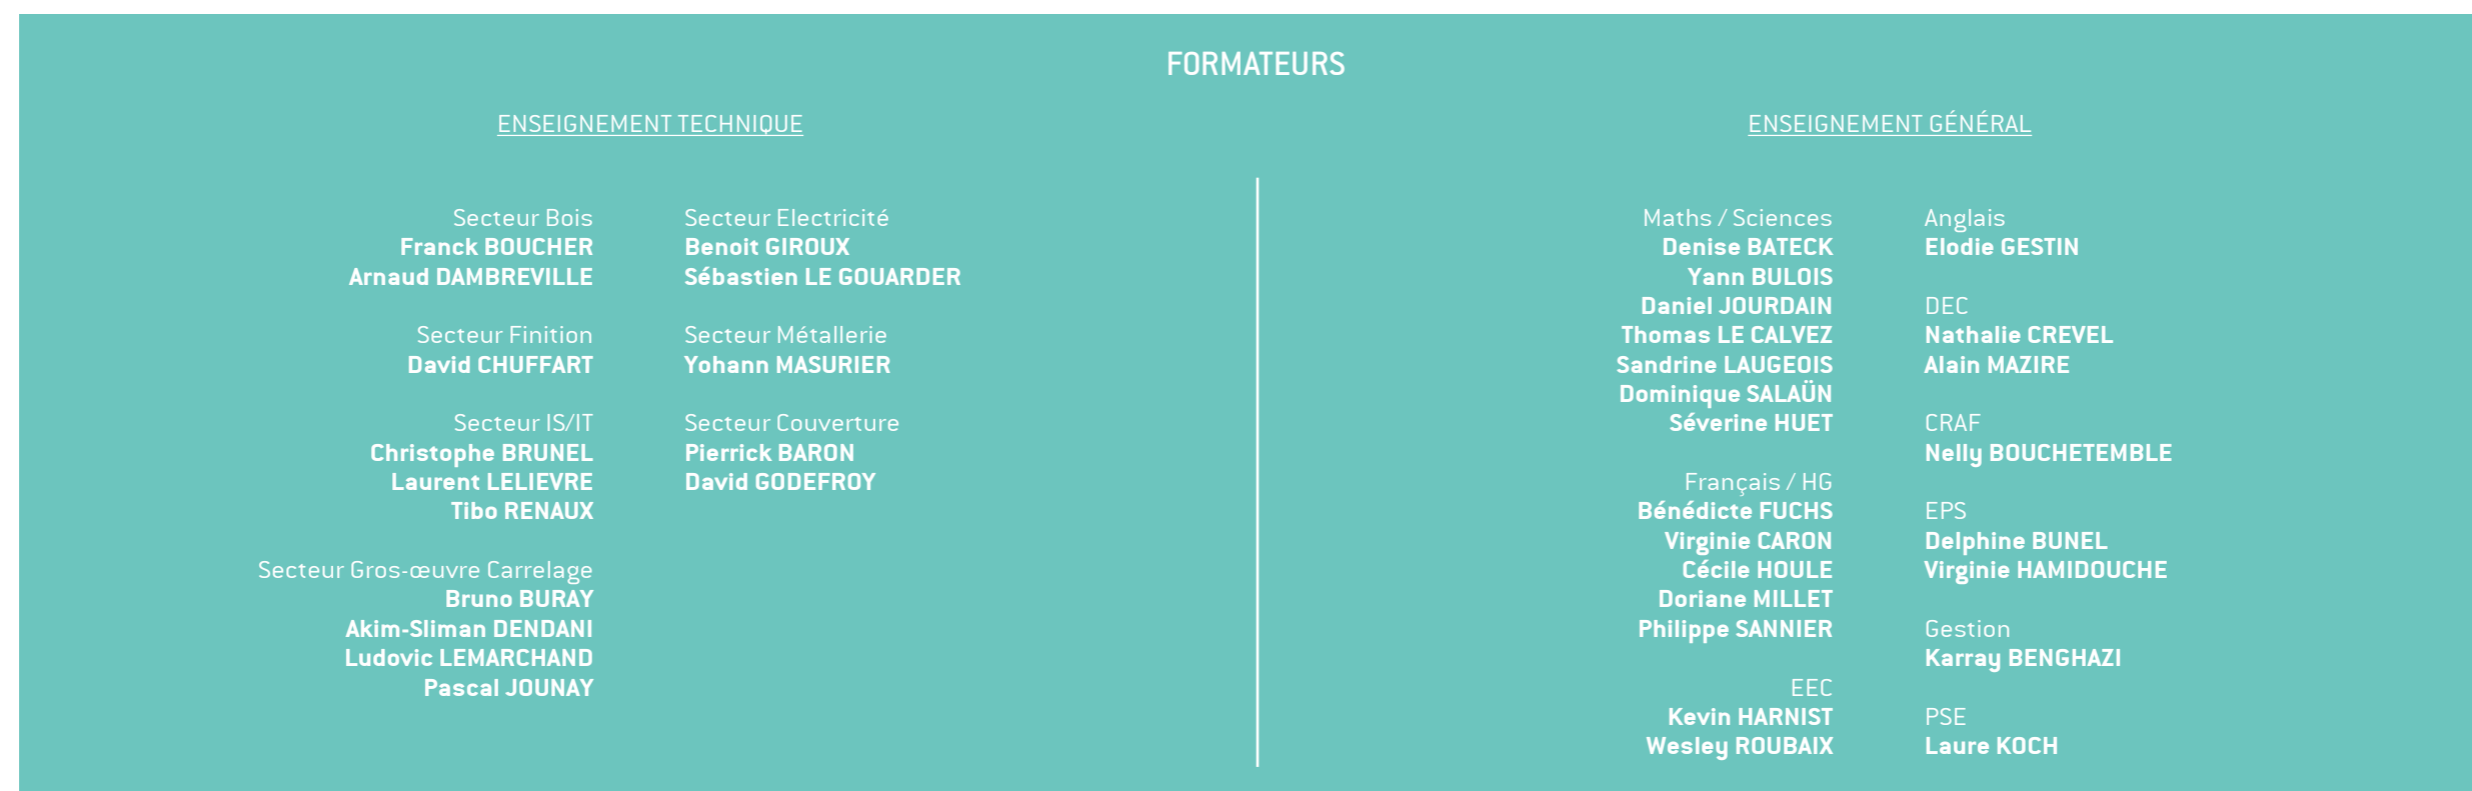 FORMATEURS
ENSEIGNEMENT TECHNIQUE
Secteur Bois
Franck BOUCHER
Arnaud DAMBREVILLE
Secteur Finition
David CHUFFART
Secteur IS/IT
Christophe BRUNEL
Laurent LELIEVRE
Tibo RENAUX
Secteur Gros-œuvre Carrelage
Bruno BURAY
Akim-Sliman DENDANI
Ludovic LEMARCHAND
Pascal JOUNAY
Secteur Electricité
Benoit GIROUX
Sébastien LE GOUARDER
Secteur Métallerie
Yohann MASURIER
Secteur Couverture
Pierrick BARON
David GODEFROY
ENSEIGNEMENT GÉNÉRAL
Maths / Sciences
Denise BATECK
Yann BULOIS
Daniel JOURDAIN
Thomas LE CALVEZ
Sandrine LAUGEOIS
Dominique SALAÜN
Séverine HUET
Français / HG
Bénédicte FUCHS
Virginie CARON
Cécile HOULE
Doriane MILLET
Philippe SANNIER
EEC
Kevin HARNIST
Wesley ROUBAIX
Anglais
Elodie GESTIN
DEC
Nathalie CREVEL
Alain MAZIRE
CRAF
Nelly BOUCHETEMBLE
EPS
Delphine BUNEL
Virginie HAMIDOUCHE
Gestion
Karray BENGHAZI
PSE
Laure KOCH